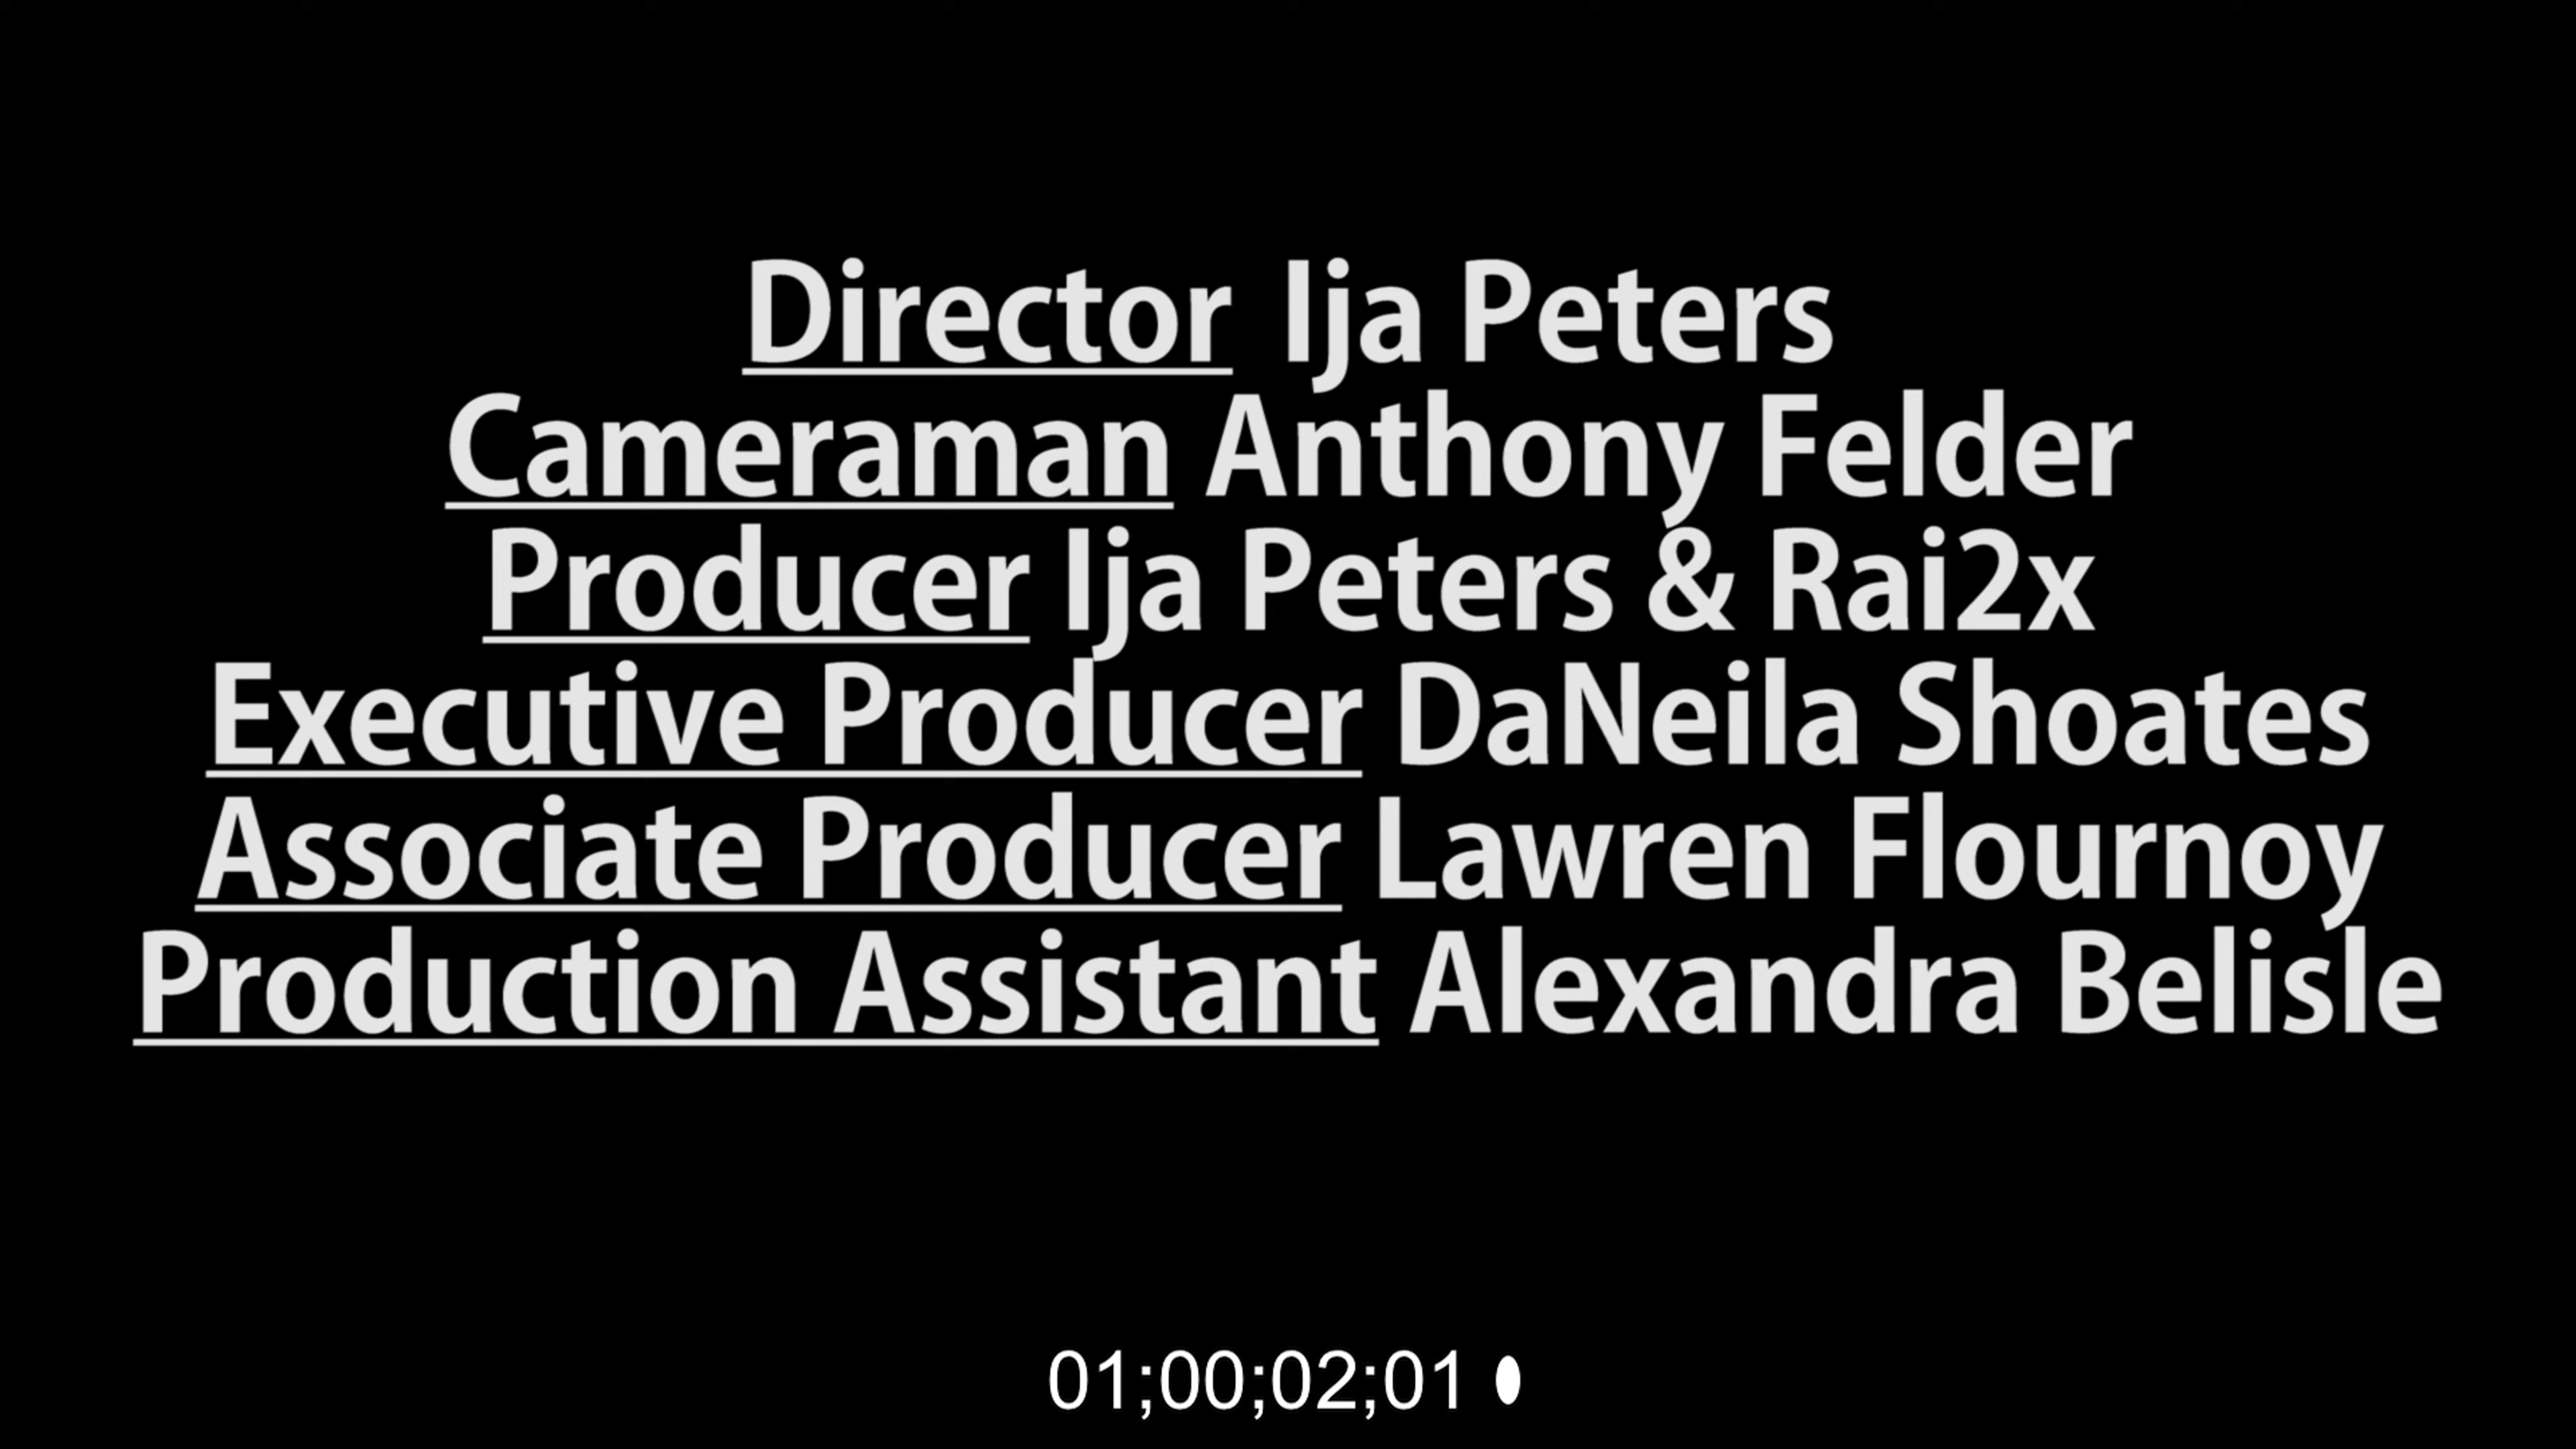 Director Ija Peters
Cameraman Anthony Felder
Producer Ija Peters & Rai2x
Executive Producer DaNeila Shoates
Associate Producer Lawren Flournoy
Production Assistant Alexandra Belisle
01;00;02;01